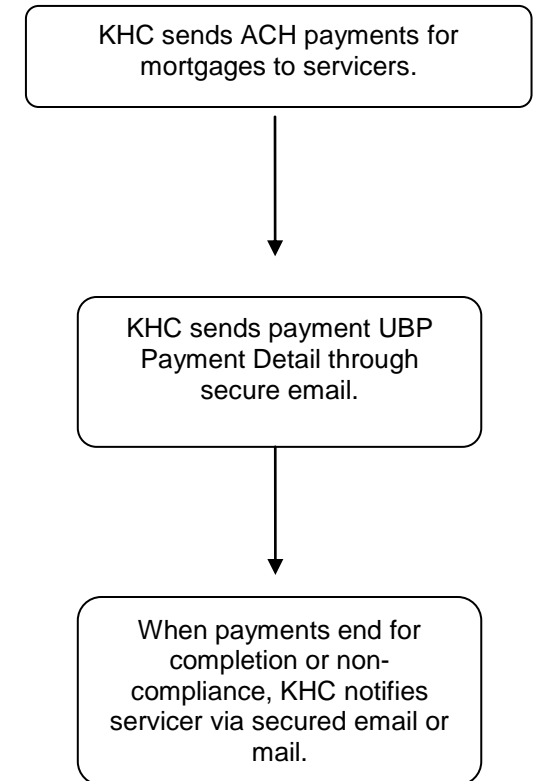 KHC sends ACH payments for
mortgages to servicers.
KHC sends payment UBP
Payment Detail through
secure email.
When payments end for
completion or non-
compliance, KHC notifies
servicer via secured email or
mail.